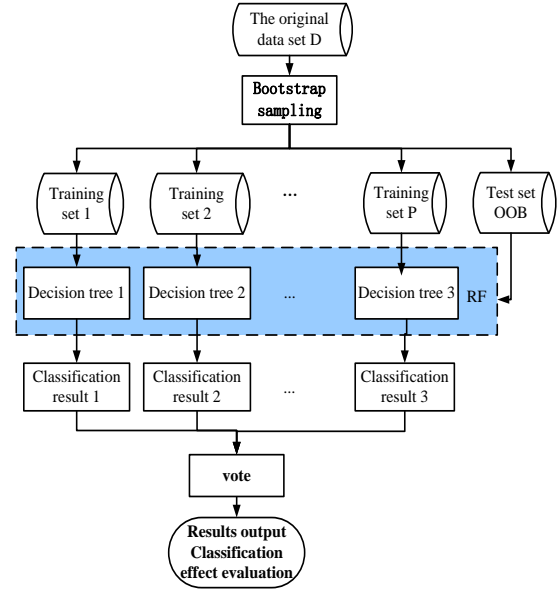 The original
data set D
Bootstrap
sampling
Training
set 1
Training
set 2
...
Training
set P
Test set
OOB
Decision tree 1
Decision tree 2
...
Decision tree 3
RF
Classification
result 1
Classification
result 2
...
Classification
result 3
vote
Results output
Classification
effect evaluation